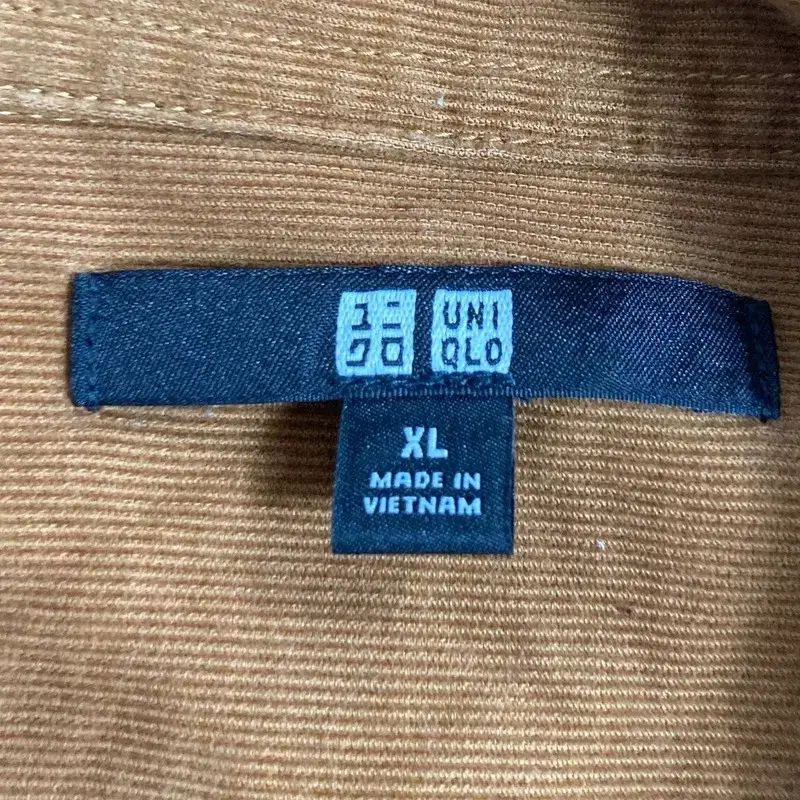 ユニ UNI
クロ QLO
XL
MADE IN
VIETNAM